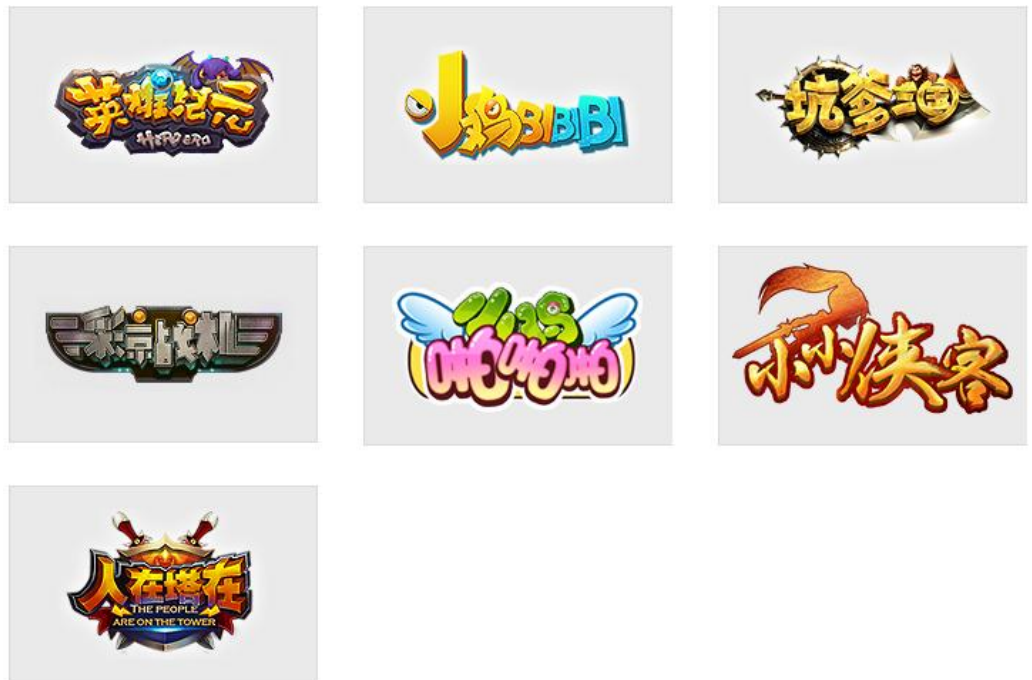 英雄纪元
HERO ERA
小鸡BIBIBI
坑爹三国
彩京战机
小鸡
啪啪啪
小小侠客
人在塔在
THE PEOPLE
ARE ON THE TOWER